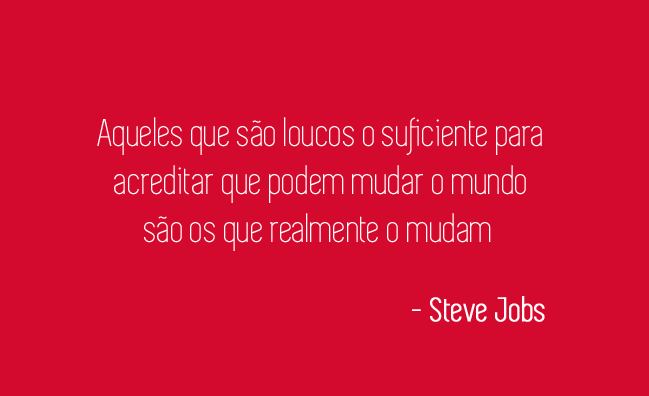 Aqueles que são loucos o suficiente para
acreditar que podem mudar o mundo
são os que realmente o mudam
- Steve Jobs